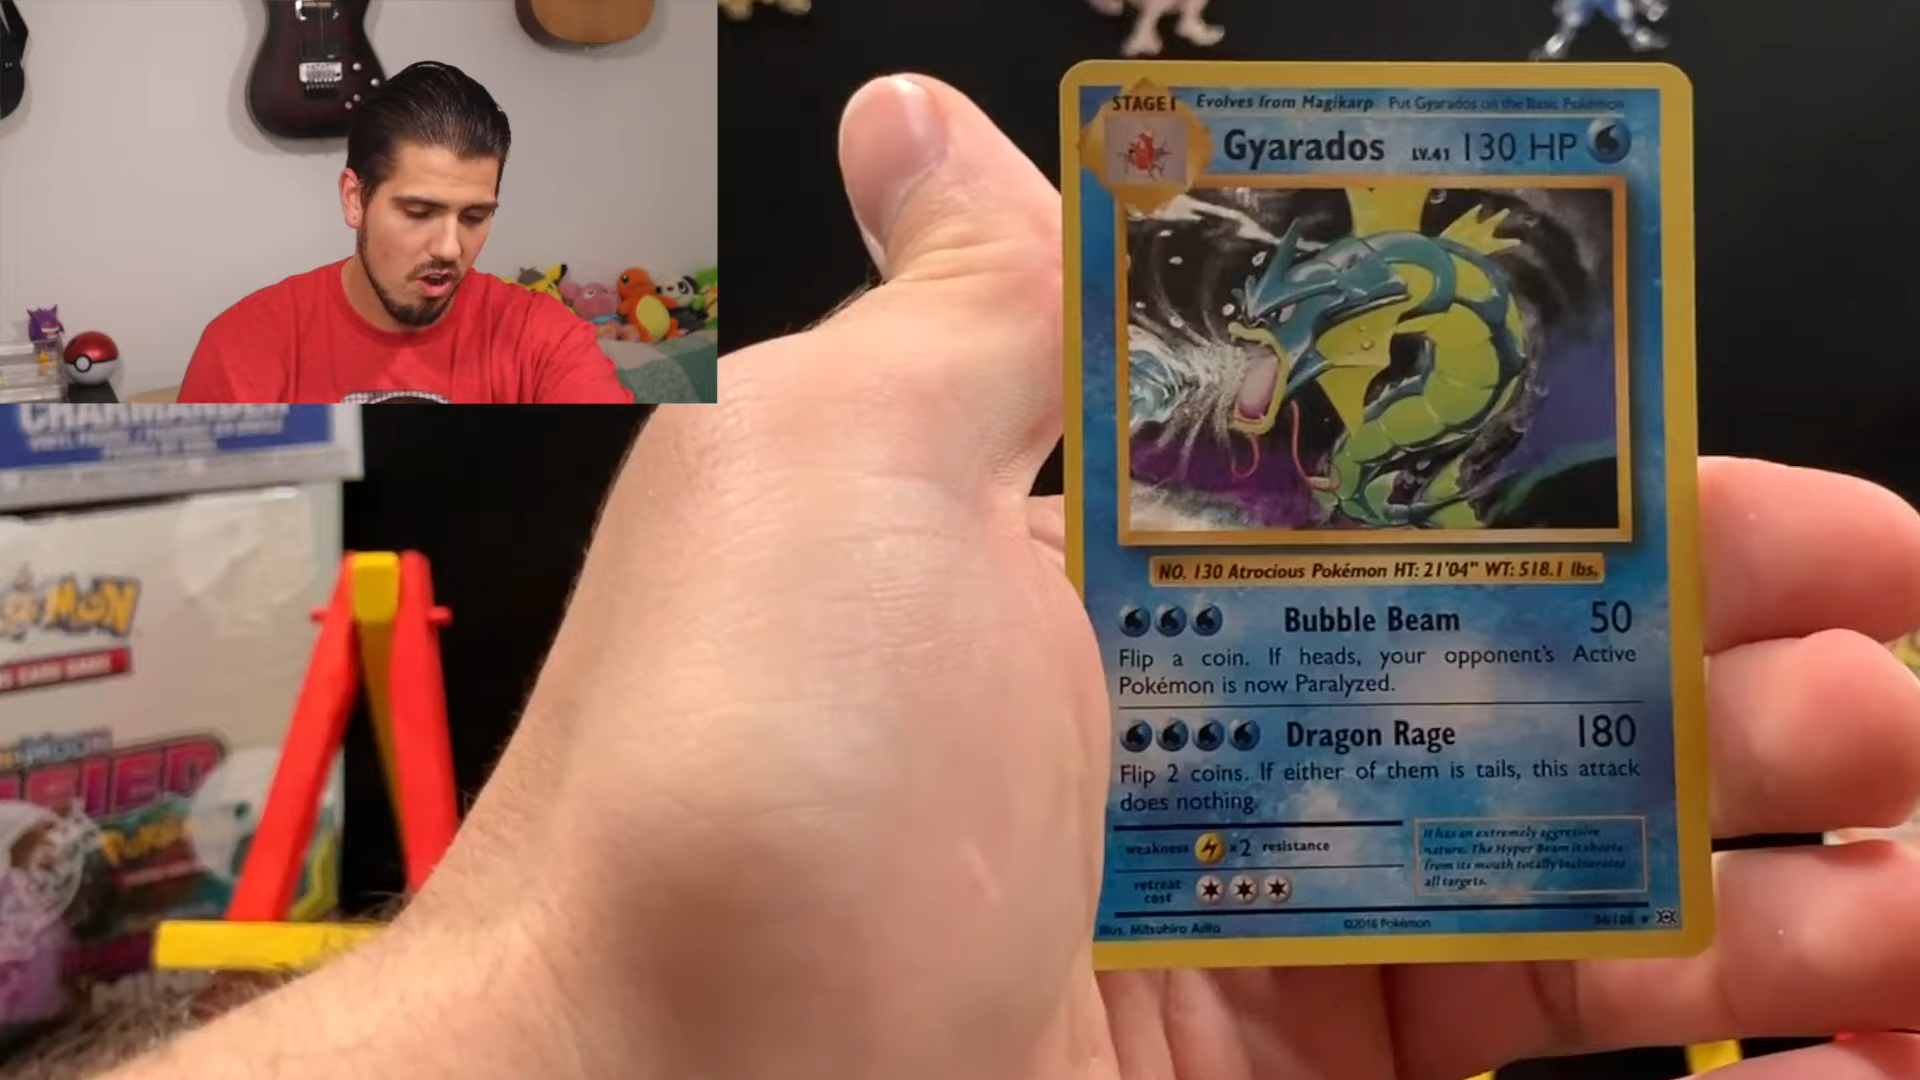 CHARMANDER
POKÉMON
STAGE 1 Evolves from Magikarp Put Gyarados on the Basic Pokémon
Gyarados LV.41 130 HP
NO. 130 Atrocious Pokémon HT: 21'04" WT: 518.1 lbs.
Bubble Beam 50
Flip a coin. If heads, your opponent's Active
Pokémon is now Paralyzed.
Dragon Rage 180
Flip 2 coins. If either of them is tails, this attack
does nothing.
weakness ×2 resistance
retreat
cost
It has an extremely aggressive
nature. The Hyper Beam it shoots
from its mouth totally incinerates
all targets.
Illus. Mitsuhiro Arita ©2016 Pokémon 34/108